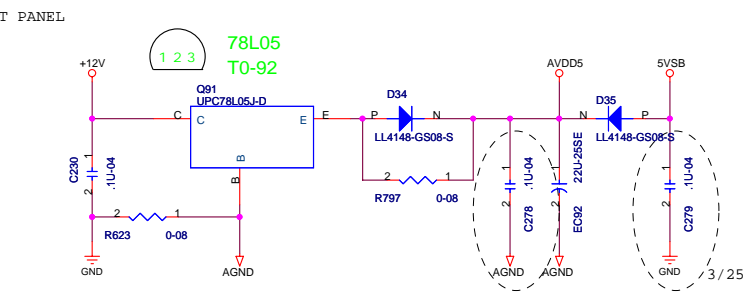 T PANEL
78L05
T0-92
1 2 3
+12V
AVDD5
5VSB
Q91
UPC78L05J-D
D34
D35
C
C
E
E
P
N
N
P
LL4148-GS08-S
LL4148-GS08-S
B
B
C230
1
2
.1U-04
2
1
R797
0-08
1
2
.1U-04
C278
1
2
22U-25SE
EC92
1
2
.1U-04
C279
2
1
R623
0-08
GND
AGND
AGND
AGND
GND
3/25